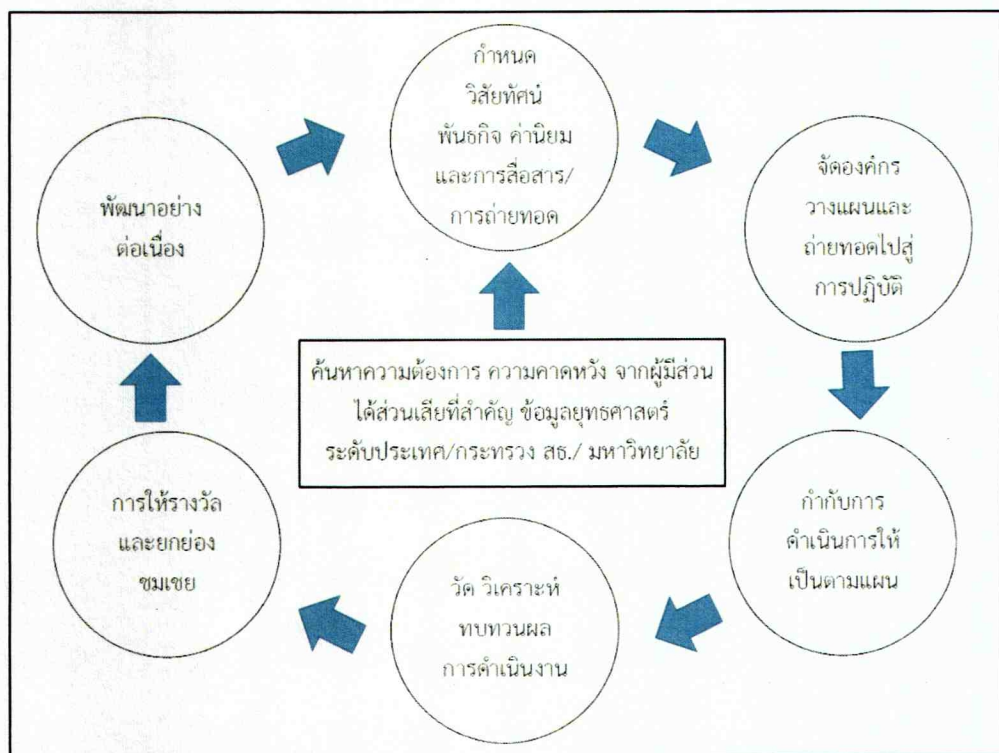 กำหนด
วิสัยทัศน์
พันธกิจ ค่านิยม
และการสื่อสาร/
การถ่ายทอด
จัดองค์กร
วางแผนและ
ถ่ายทอดไปสู่
การปฏิบัติ
กำกับการ
ดำเนินการให้
เป็นตามแผน
วัด วิเคราะห์
ทบทวนผล
การดำเนินงาน
การให้รางวัล
และยกย่อง
ชมเชย
พัฒนาอย่าง
ต่อเนื่อง
ค้นหาความต้องการ ความคาดหวัง จากผู้มีส่วน
ได้ส่วนเสียที่สำคัญ ข้อมูลยุทธศาสตร์
ระดับประเทศ/กระทรวง สธ./ มหาวิทยาลัย